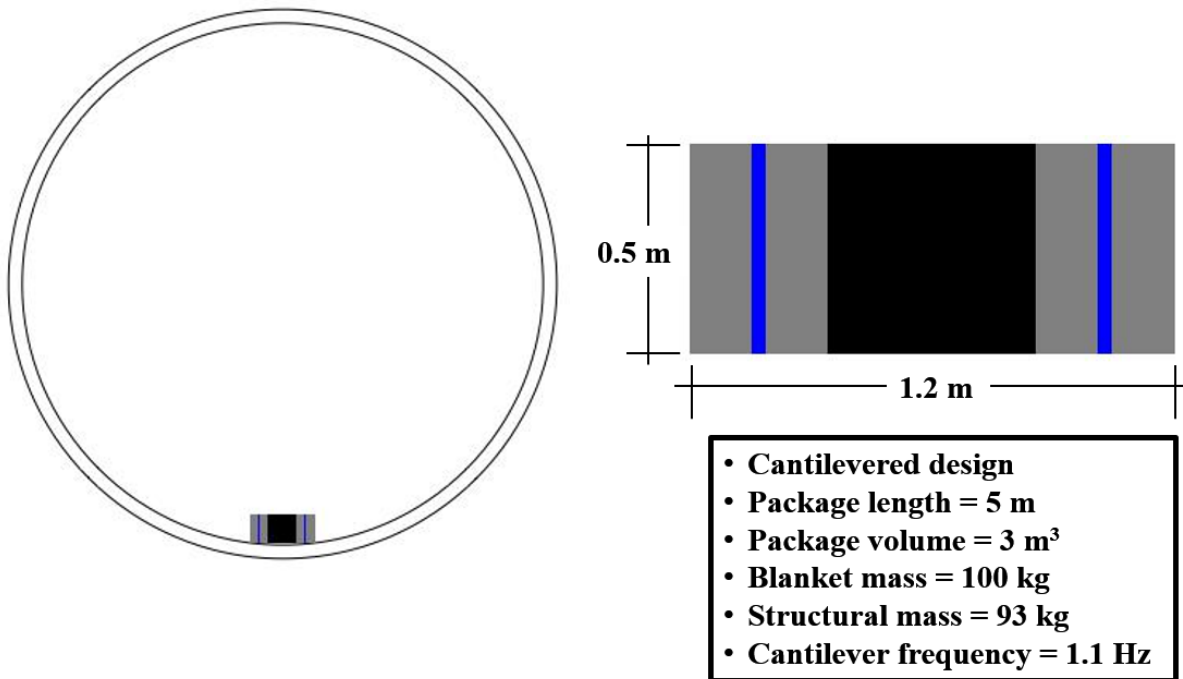 0.5 m
1.2 m
• Cantilevered design
• Package length = 5 m
• Package volume = 3 m³
• Blanket mass = 100 kg
• Structural mass = 93 kg
• Cantilever frequency = 1.1 Hz